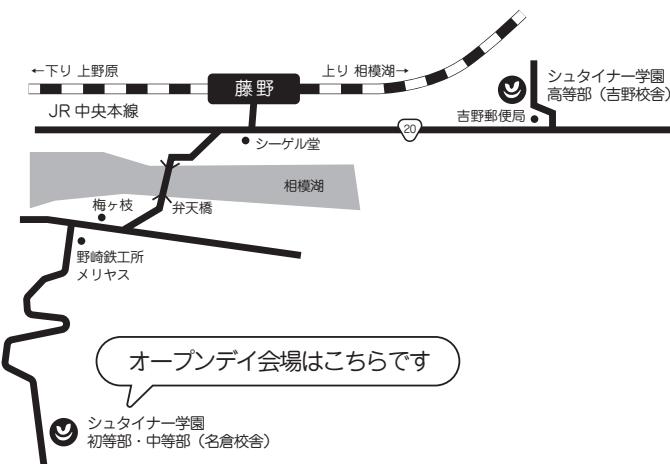 ←下り 上野原
藤野
上り 相模湖→
シュタイナー学園
高等部（吉野校舎）
JR 中央本線
吉野郵便局
20
シーゲル堂
相模湖
梅ヶ枝
弁天橋
野崎鉄工所
メリヤス
オープンデイ会場はこちらです
シュタイナー学園
初等部・中等部（名倉校舎）